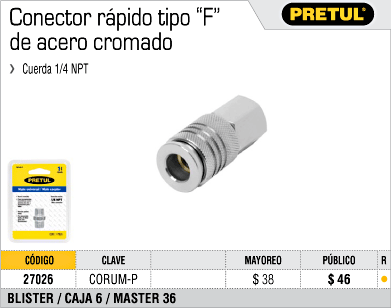 Conector rápido tipo “F”
de acero cromado
PRETUL®
› Cuerda 1/4 NPT
PRETUL
CÓDIGO CLAVE MAYOREO PÚBLICO R
27026 CORUM-P $ 38 $ 46 ●
BLISTER / CAJA 6 / MASTER 36